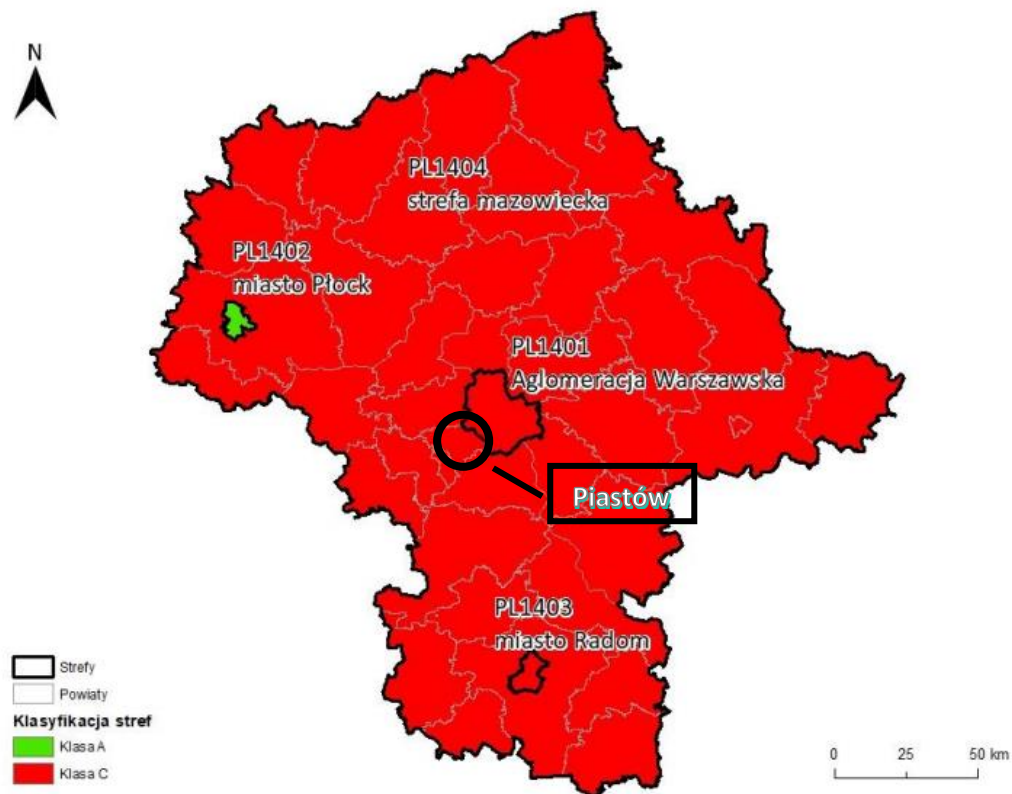 N
PL1404
strefa mazowiecka
PL1402
miasto Płock
PL1401
Aglomeracja Warszawska
Piastów
PL1403
miasto Radom
Strefy
Powiaty
Klasyfikacja stref
Klasa A
Klasa C
0 25 50 km